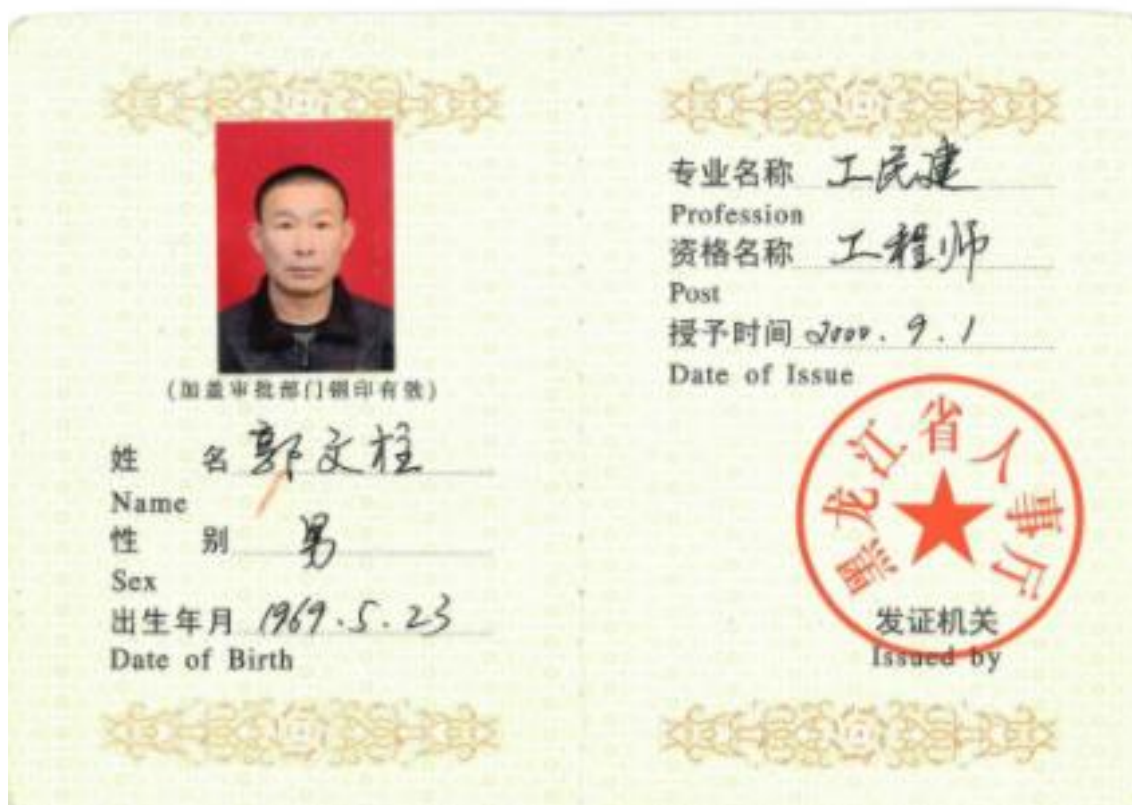 (加盖审批部门钢印有效)
姓 名 郭文柱
Name
性 别 男
Sex
出生年月 1969.5.23
Date of Birth
专业名称 工民建
Profession
资格名称 工程师
Post
授予时间 2000.9.1
Date of Issue
黑龙江省人事厅
发证机关
Issued by